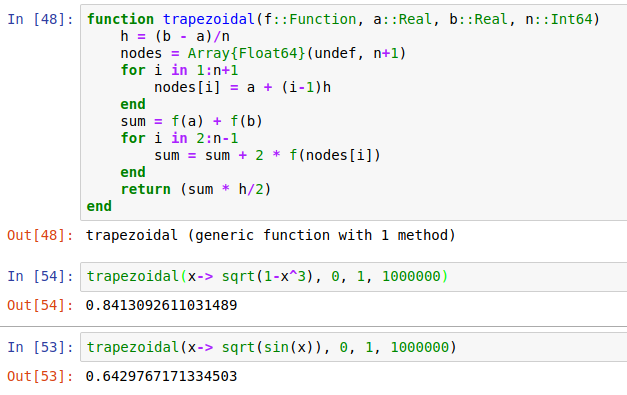 In [48]: function trapezoidal(f::Function, a::Real, b::Real, n::Int64)
h = (b - a)/n
nodes = Array{Float64}(undef, n+1)
for i in 1:n+1
nodes[i] = a + (i-1)h
end
sum = f(a) + f(b)
for i in 2:n-1
sum = sum + 2 * f(nodes[i])
end
return (sum * h/2)
end
Out[48]: trapezoidal (generic function with 1 method)
In [54]: trapezoidal(x-> sqrt(1-x^3), 0, 1, 1000000)
Out[54]: 0.8413092611031489
In [53]: trapezoidal(x-> sqrt(sin(x)), 0, 1, 1000000)
Out[53]: 0.6429767171334503